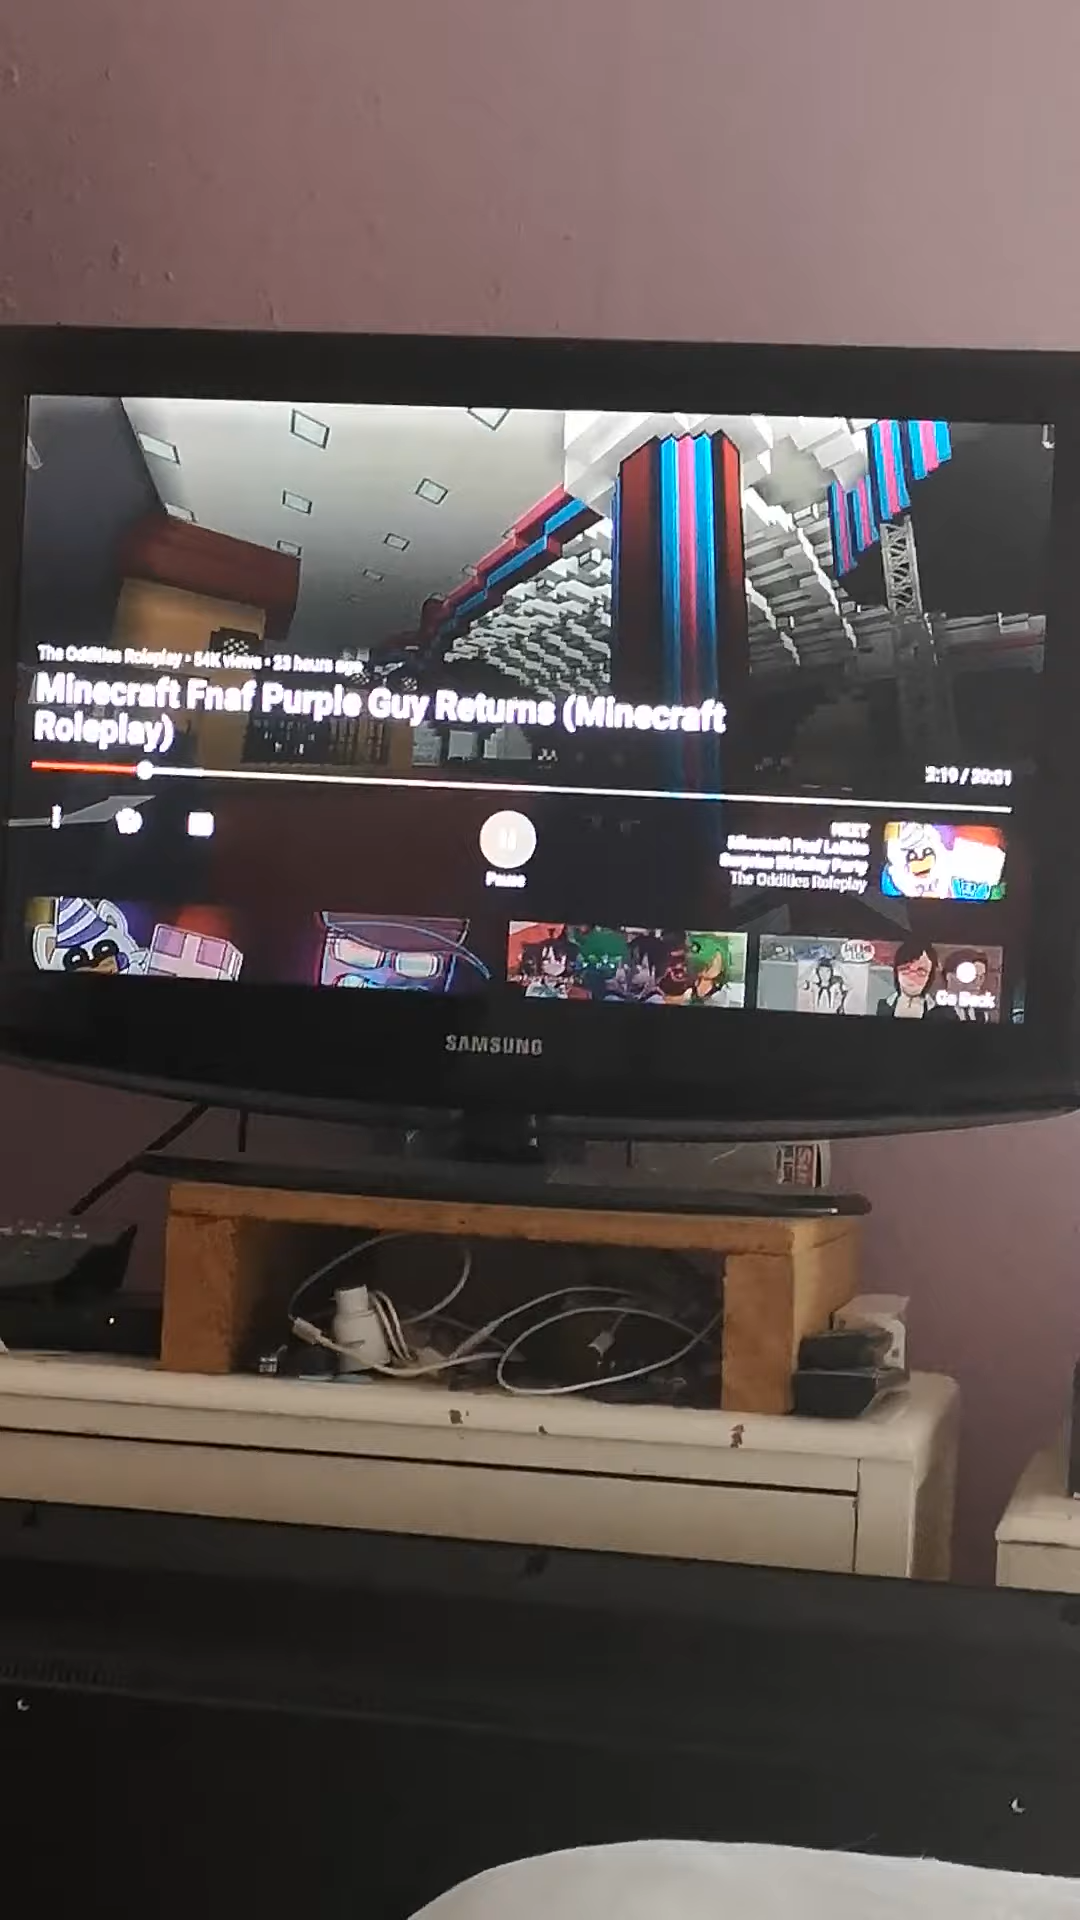 The Oddities Roleplay • 54K views • 23 hours ago
Minecraft Fnaf Purple Guy Returns (Minecraft
Roleplay)
2:19 / 20:01
Pause
NEXT
Minecraft Fnaf Lolbit's
Surprise Birthday Party
The Oddities Roleplay
Go Back
SAMSUNG